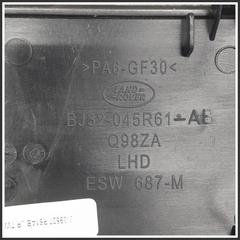 >PA6-GF30<
LAND-
-ROVER
BJ32-045R61-AB
Q98ZA
LHD
ESW 687-M